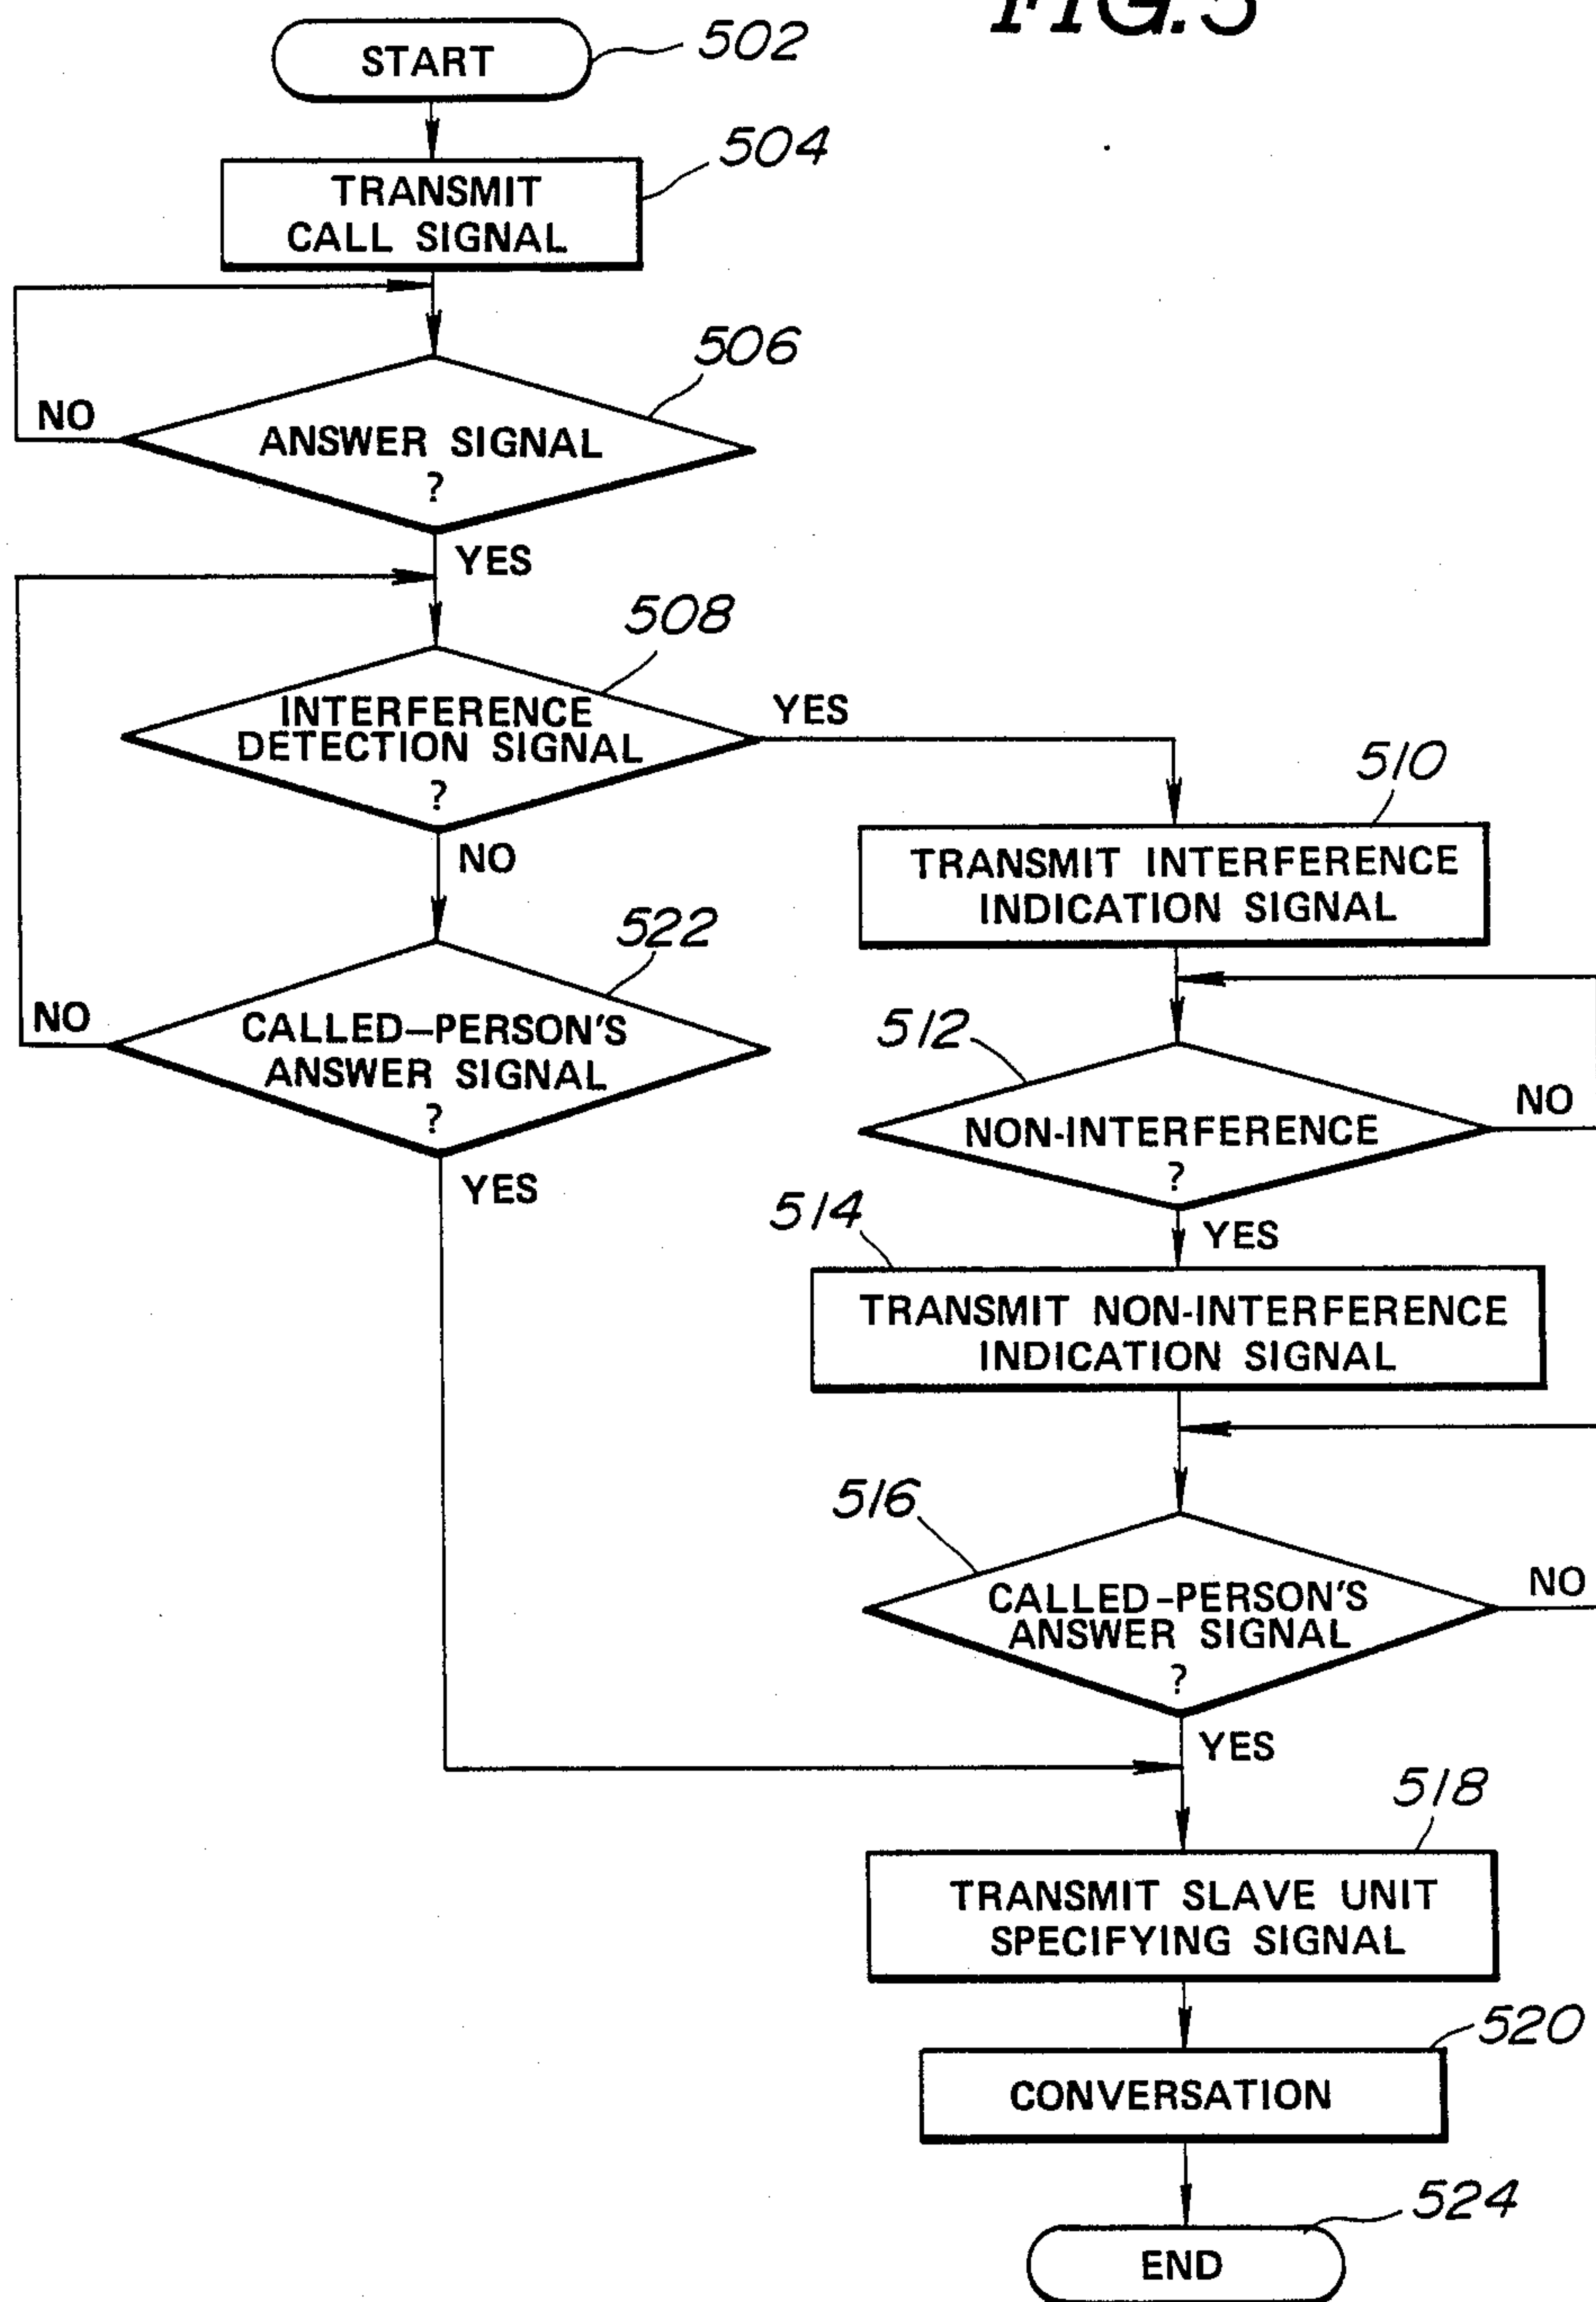 FIG. 5
START
502
TRANSMIT
CALL SIGNAL
504
506
NO
ANSWER SIGNAL
?
YES
508
INTERFERENCE
DETECTION SIGNAL
?
YES
NO
510
TRANSMIT INTERFERENCE
INDICATION SIGNAL
522
NO
CALLED-PERSON'S
ANSWER SIGNAL
?
YES
512
NON-INTERFERENCE
?
NO
YES
514
TRANSMIT NON-INTERFERENCE
INDICATION SIGNAL
516
CALLED-PERSON'S
ANSWER SIGNAL
?
NO
YES
518
TRANSMIT SLAVE UNIT
SPECIFYING SIGNAL
520
CONVERSATION
524
END